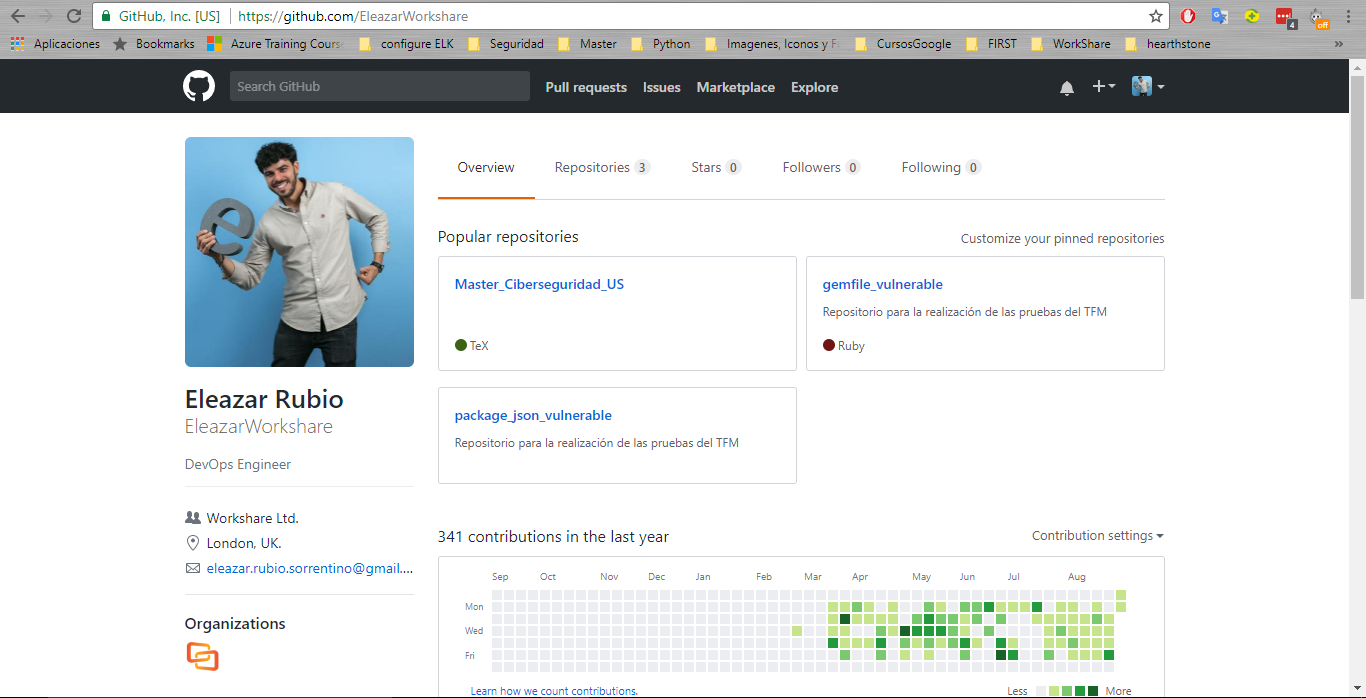 GitHub, Inc. [US] https://github.com/EleazarWorkshare
4
off
Aplicaciones Bookmarks Azure Training Cours configure ELK Seguridad Master Python Imagenes, Iconos y F CursosGoogle FIRST WorkShare hearthstone »
Search GitHub Pull requests Issues Marketplace Explore
Overview Repositories 3 Stars 0 Followers 0 Following 0
Popular repositories Customize your pinned repositories
Master_Ciberseguridad_US
TeX
gemfile_vulnerable
Repositorio para la realización de las pruebas del TFM
Ruby
package_json_vulnerable
Repositorio para la realización de las pruebas del TFM
e
Eleazar Rubio
EleazarWorkshare
DevOps Engineer
Workshare Ltd.
London, UK.
eleazar.rubio.sorrentino@gmail....
Organizations
341 contributions in the last year Contribution settings
Sep Oct Nov Dec Jan Feb Mar Apr May Jun Jul Aug
Mon
Wed
Fri
Learn how we count contributions. Less More